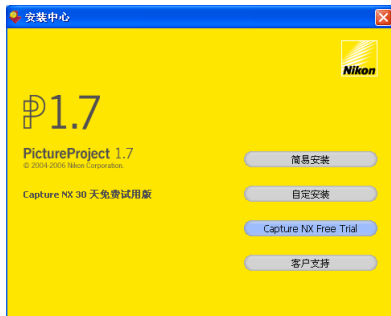 安装中心
Nikon
P1.7
PictureProject 1.7
© 2004-2006 Nikon Corporation.
Capture NX 30 天免费试用版
简易安装
自定安装
Capture NX Free Trial
客户支持